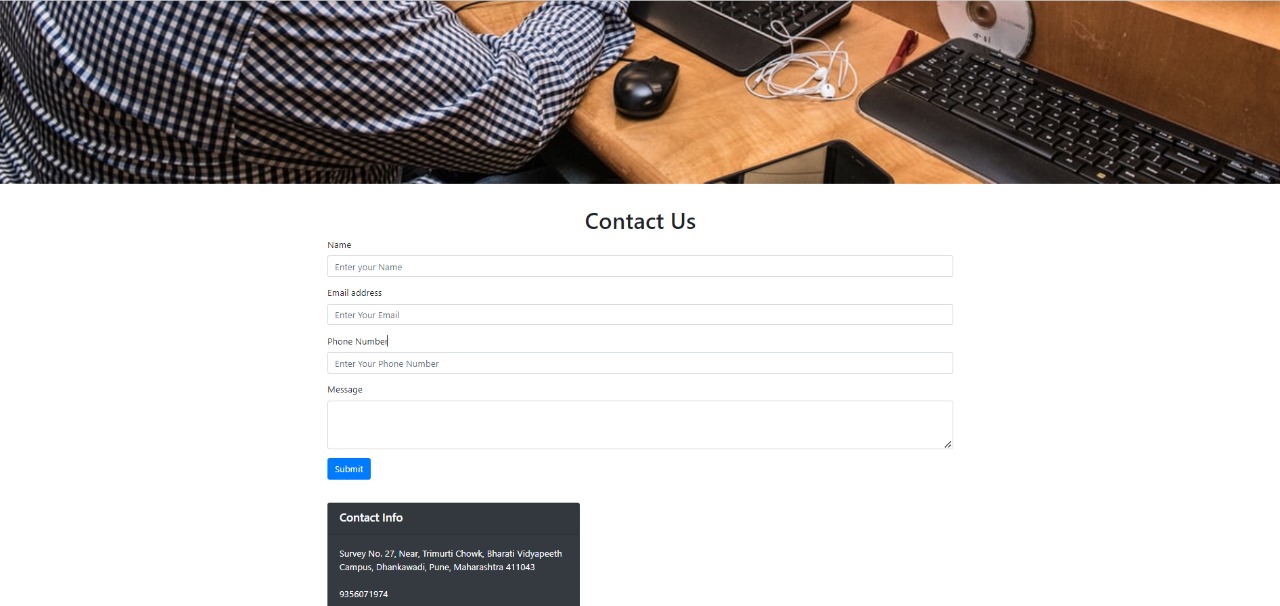 Contact Us
Name
Enter your Name
Email address
Enter Your Email
Phone Number
Enter Your Phone Number
Message
Submit
Contact Info
Survey No. 27, Near, Trimurti Chowk, Bharati Vidyapeeth
Campus, Dhankawadi, Pune, Maharashtra 411043
9356071974